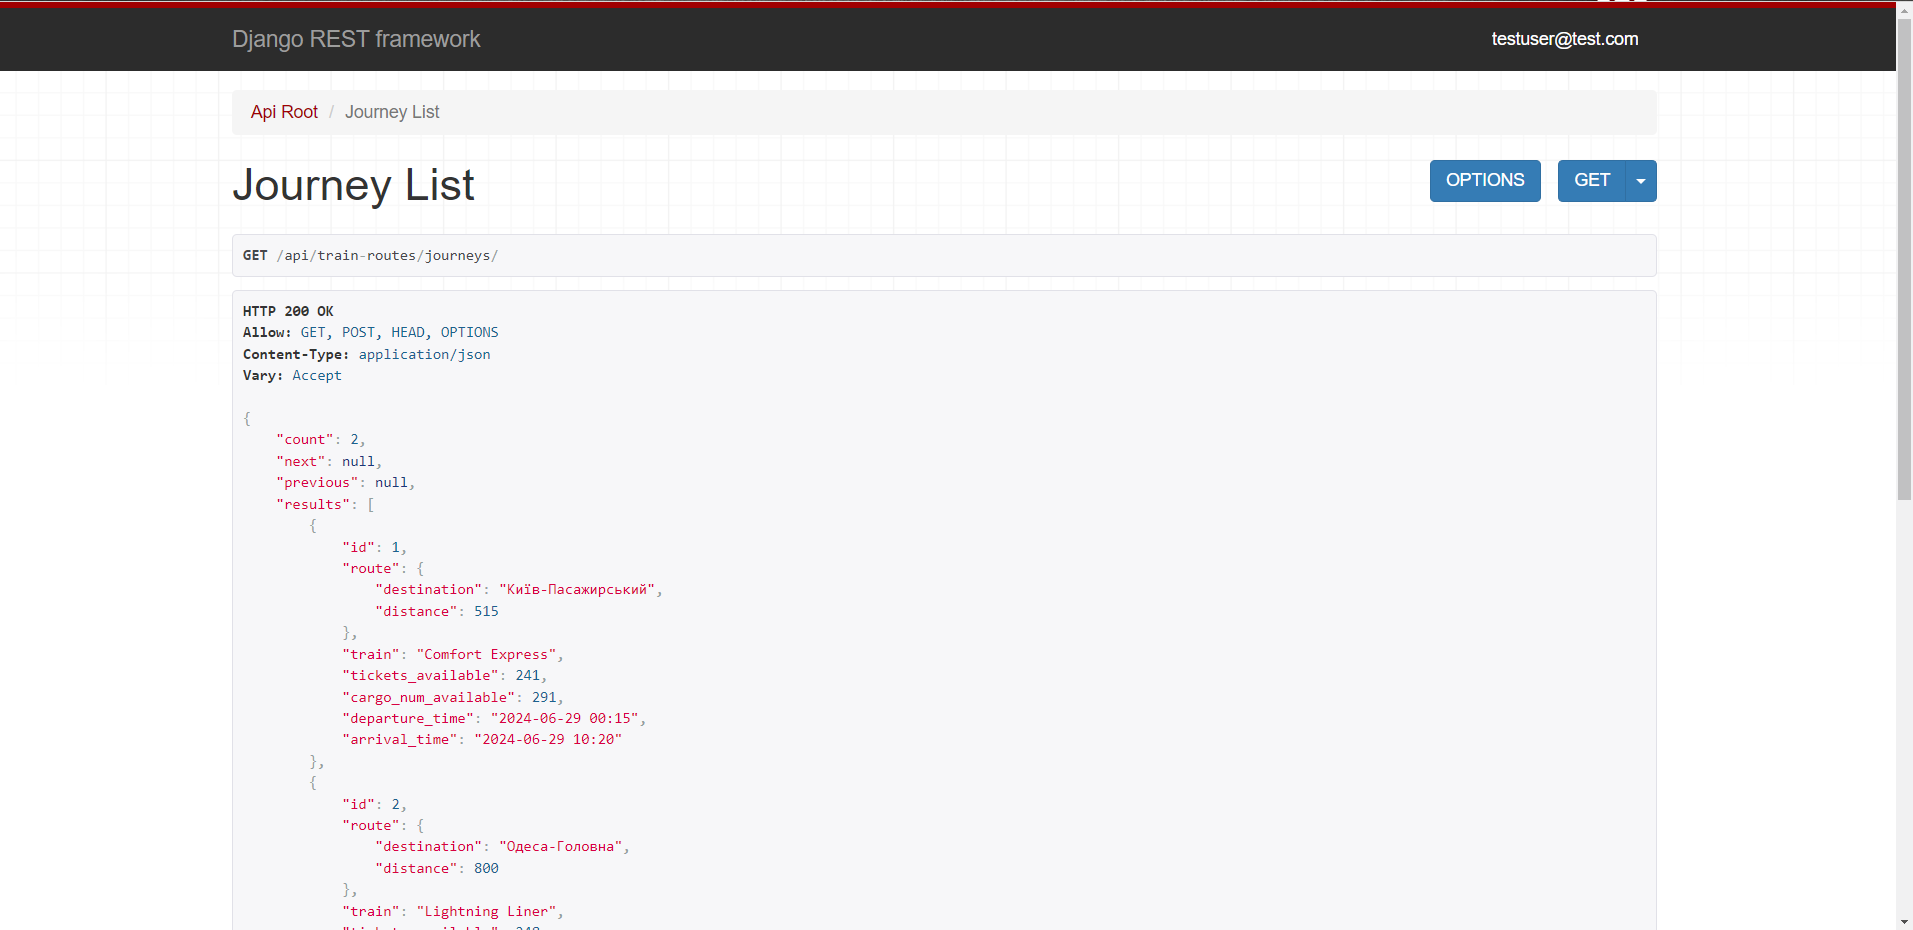 Django REST framework
testuser@test.com
Api Root / Journey List
Journey List
OPTIONS
GET
GET /api/train-routes/journeys/
HTTP 200 OK
Allow: GET, POST, HEAD, OPTIONS
Content-Type: application/json
Vary: Accept
{
"count": 2,
"next": null,
"previous": null,
"results": [
{
"id": 1,
"route": {
"destination": "Київ-Пасажирський",
"distance": 515
},
"train": "Comfort Express",
"tickets_available": 241,
"cargo_num_available": 291,
"departure_time": "2024-06-29 00:15",
"arrival_time": "2024-06-29 10:20"
},
{
"id": 2,
"route": {
"destination": "Одеса-Головна",
"distance": 800
},
"train": "Lightning Liner",